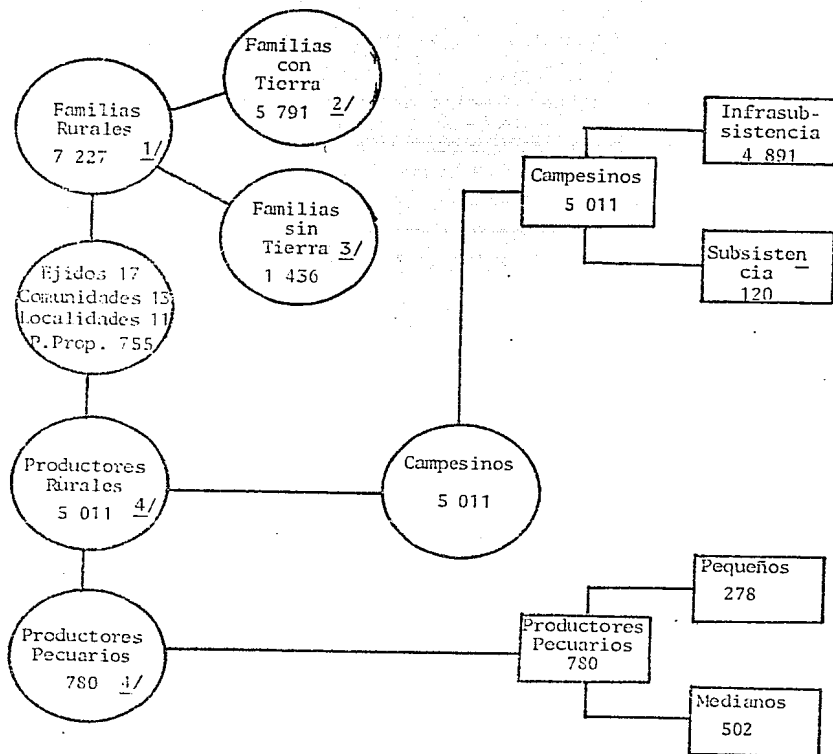 Familias
con
Tierra
5 791 2/
Familias
Rurales
7 227 1/
Familias
sin
Tierra 3/
1 436
Ejidos 17
Comunidades 13
Localidades 11
P.Prop. 755
Productores
Rurales
5 011 4/
Productores
Pecuarios
780 4/
Campesinos
5 011
Campesinos
5 011
Infrasub-
sistencia
4 891
Subsisten
cia
120
Productores
Pecuarios
780
Pequeños
278
Medianos
502